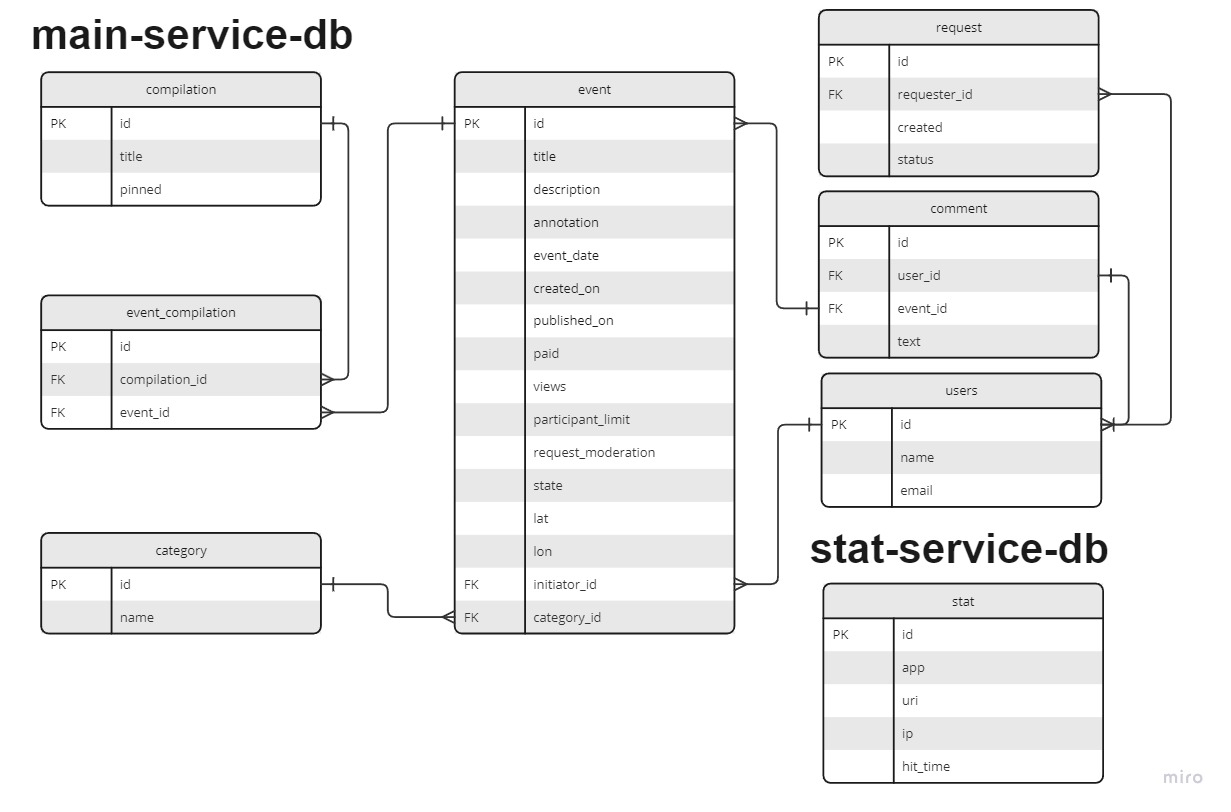 main-service-db
compilation
PK id
title
pinned
event_compilation
PK id
FK compilation_id
FK event_id
category
PK id
name
event
PK id
title
description
annotation
event_date
created_on
published_on
paid
views
participant_limit
request_moderation
state
lat
lon
FK initiator_id
FK category_id
request
PK id
FK requester_id
created
status
comment
PK id
FK user_id
FK event_id
text
users
PK id
name
email
stat-service-db
stat
PK id
app
uri
ip
hit_time
miro